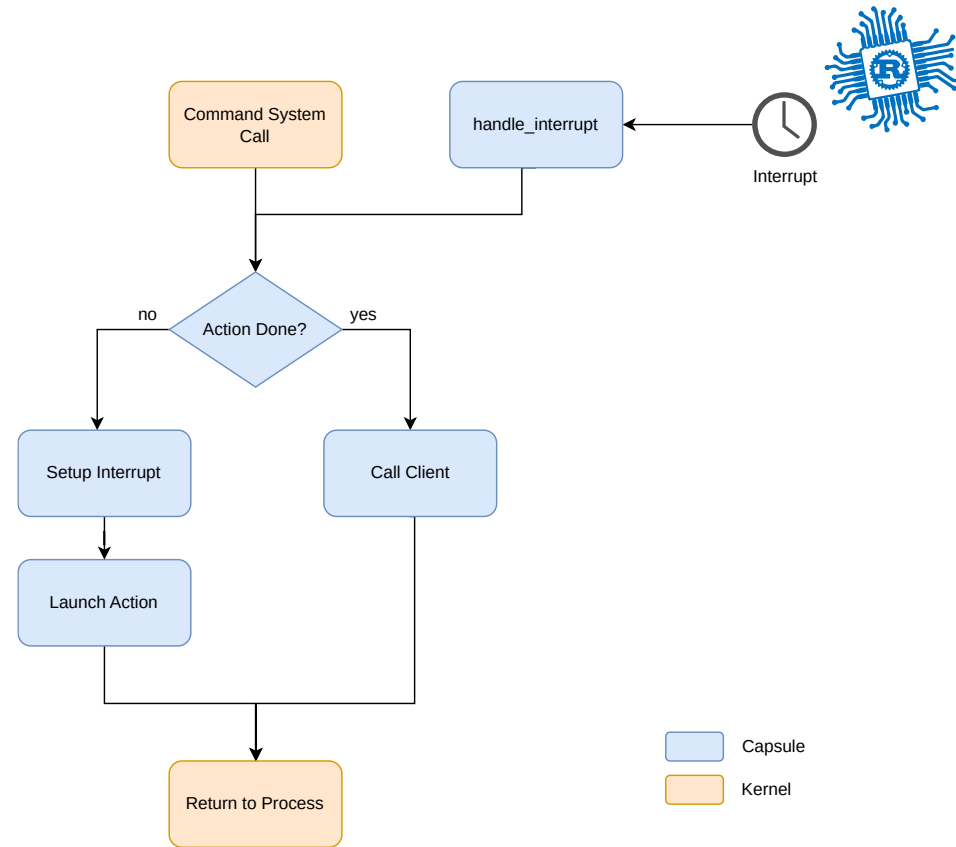 Command System
Call
handle_interrupt
R
Interrupt
no
Action Done?
yes
Setup Interrupt
Call Client
Launch Action
Return to Process
Capsule
Kernel